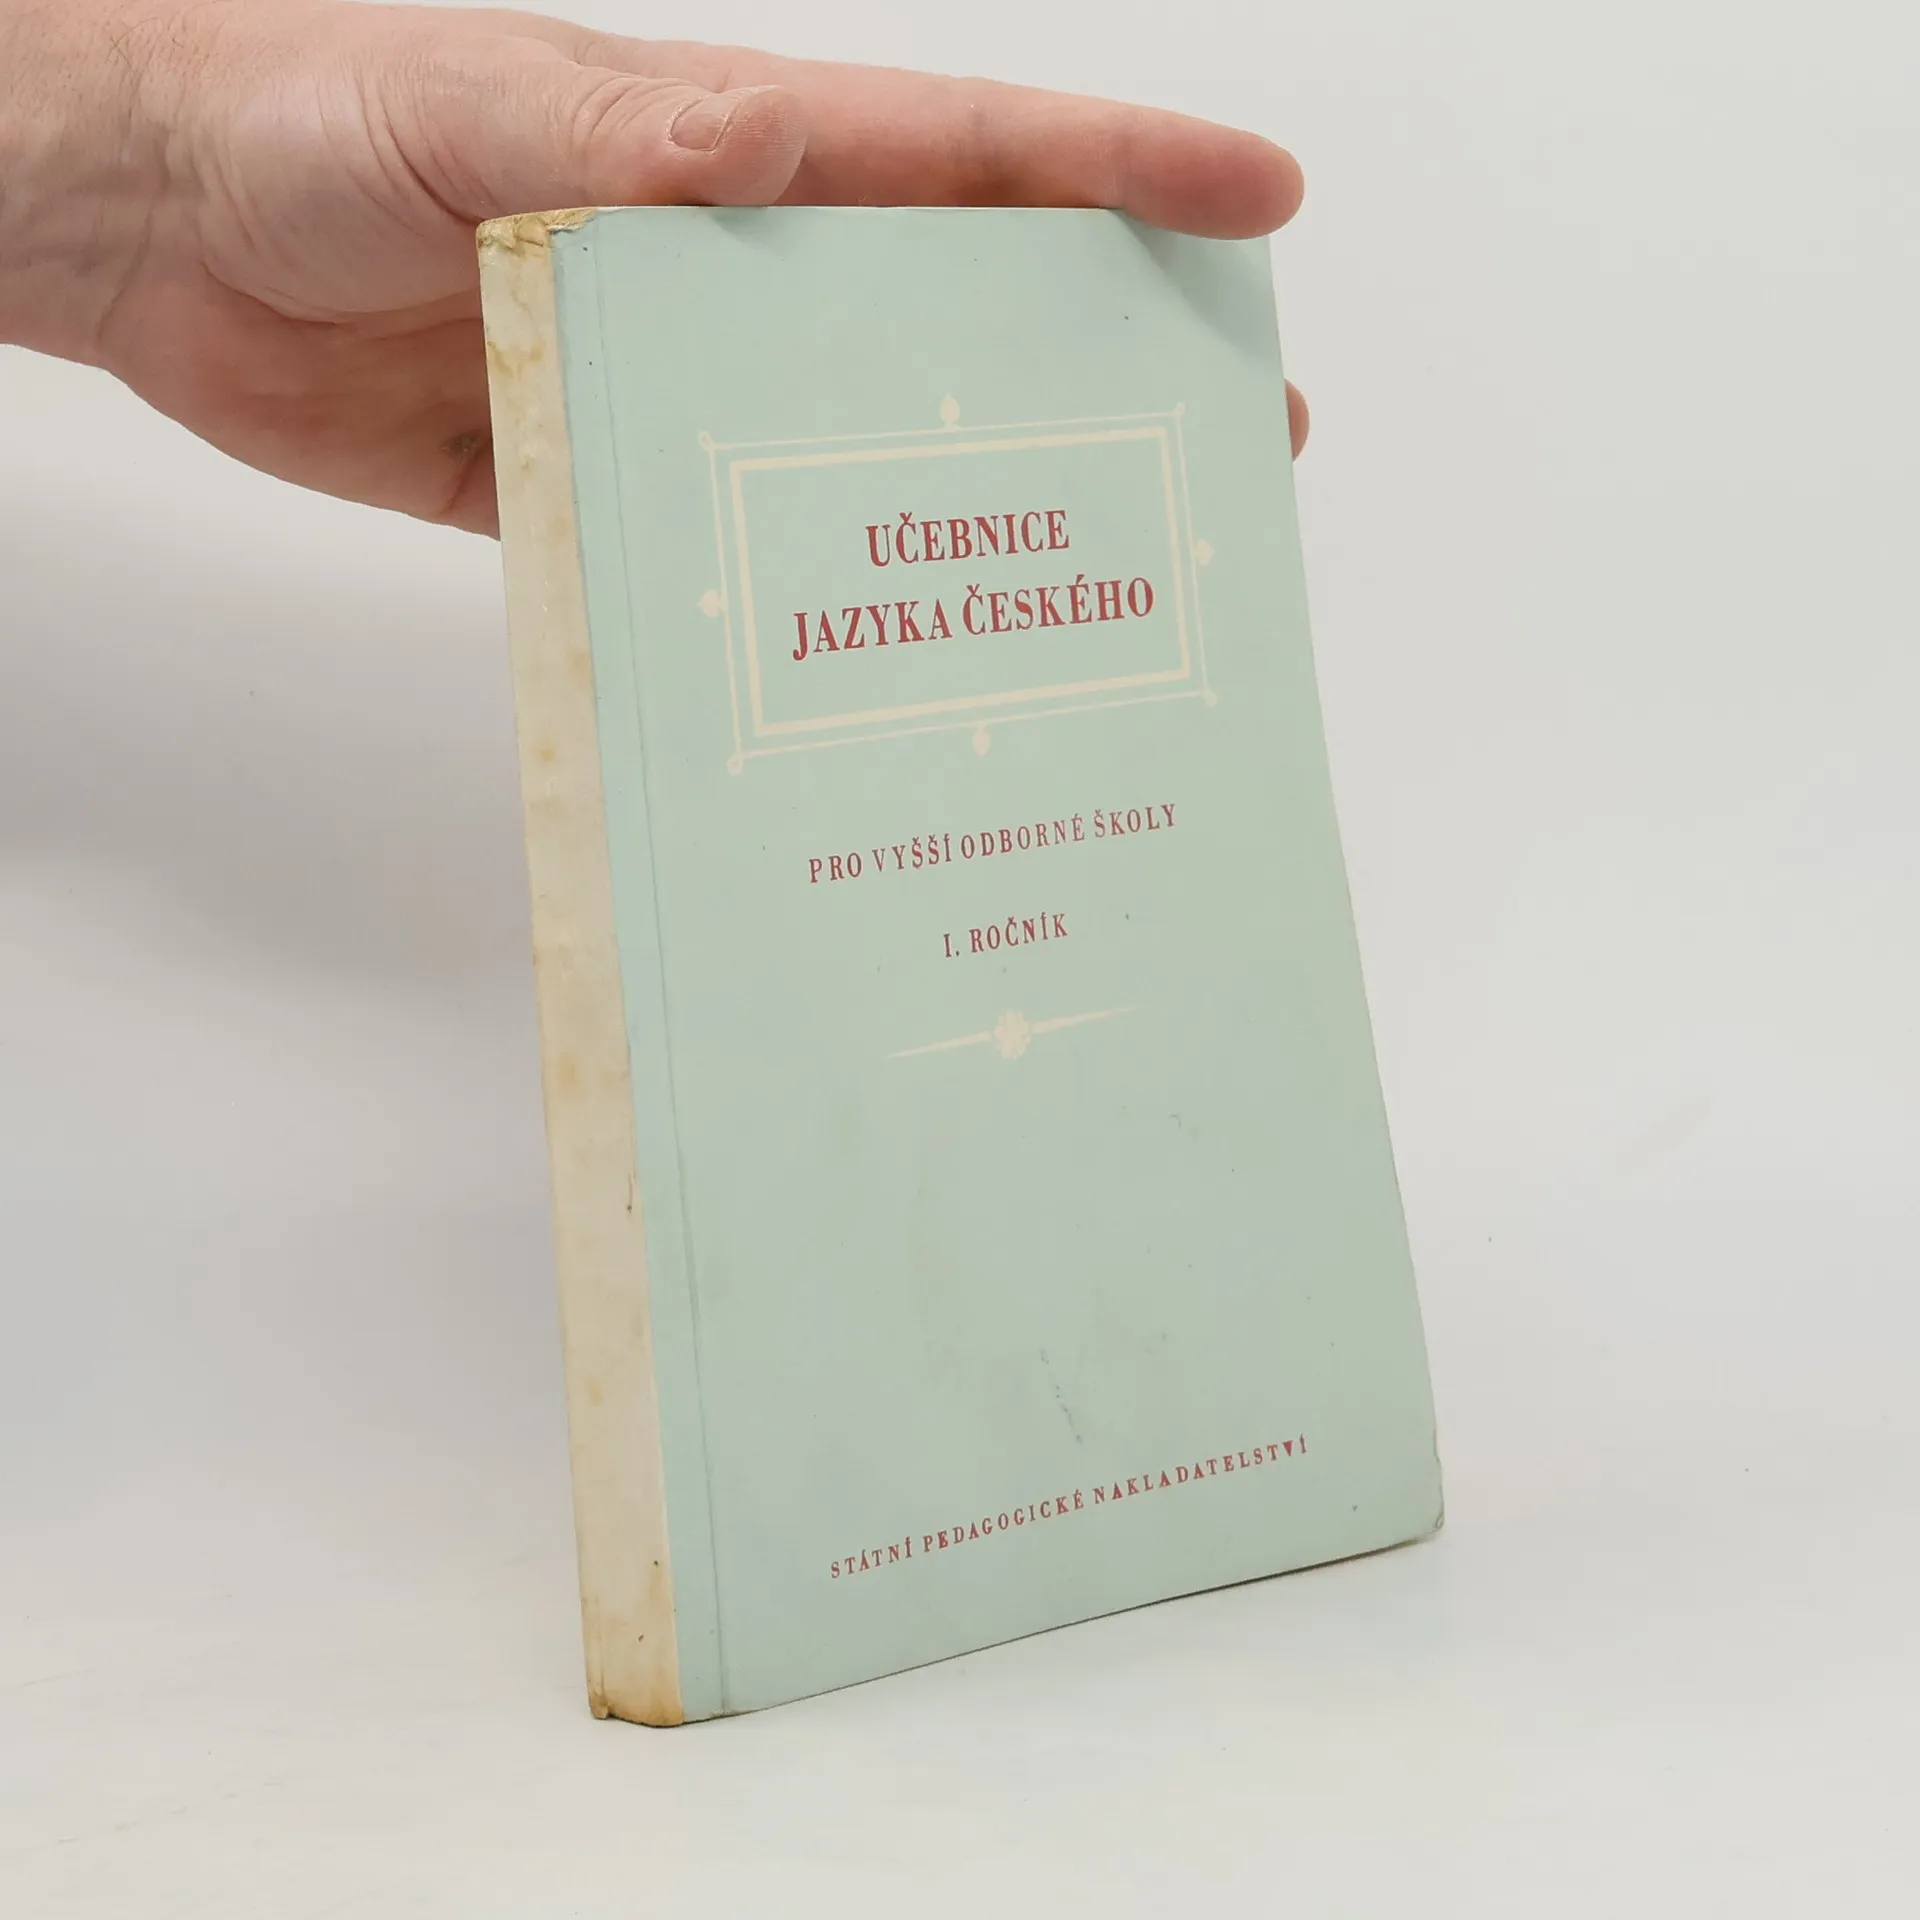 UČEBNICE
JAZYKA ČESKÉHO
PRO VYŠŠÍ ODBORNÉ ŠKOLY
I. ROČNÍK
STÁTNÍ PEDAGOGICKÉ NAKLADATELSTVÍ